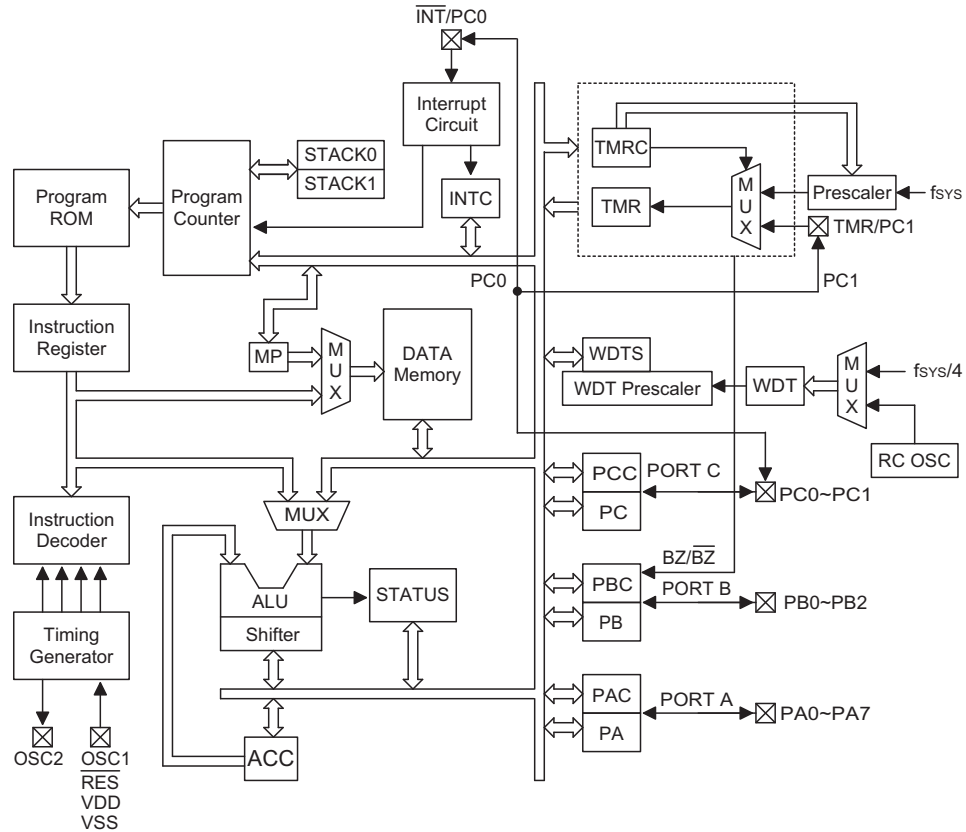 INT/PC0
Interrupt
Circuit
STACK0
STACK1
INTC
Program
ROM
Program
Counter
TMRC
TMR
M
U
X
Prescaler
fSYS
TMR/PC1
PC0
PC1
Instruction
Register
MP
M
U
X
DATA
Memory
WDTS
WDT Prescaler
WDT
M
U
X
fSYS/4
RC OSC
PCC
PC
PORT C
PC0~PC1
MUX
Instruction
Decoder
ALU
Shifter
STATUS
BZ/BZ
PBC
PB
PORT B
PB0~PB2
Timing
Generator
PAC
PA
PORT A
PA0~PA7
ACC
OSC2
OSC1
RES
VDD
VSS